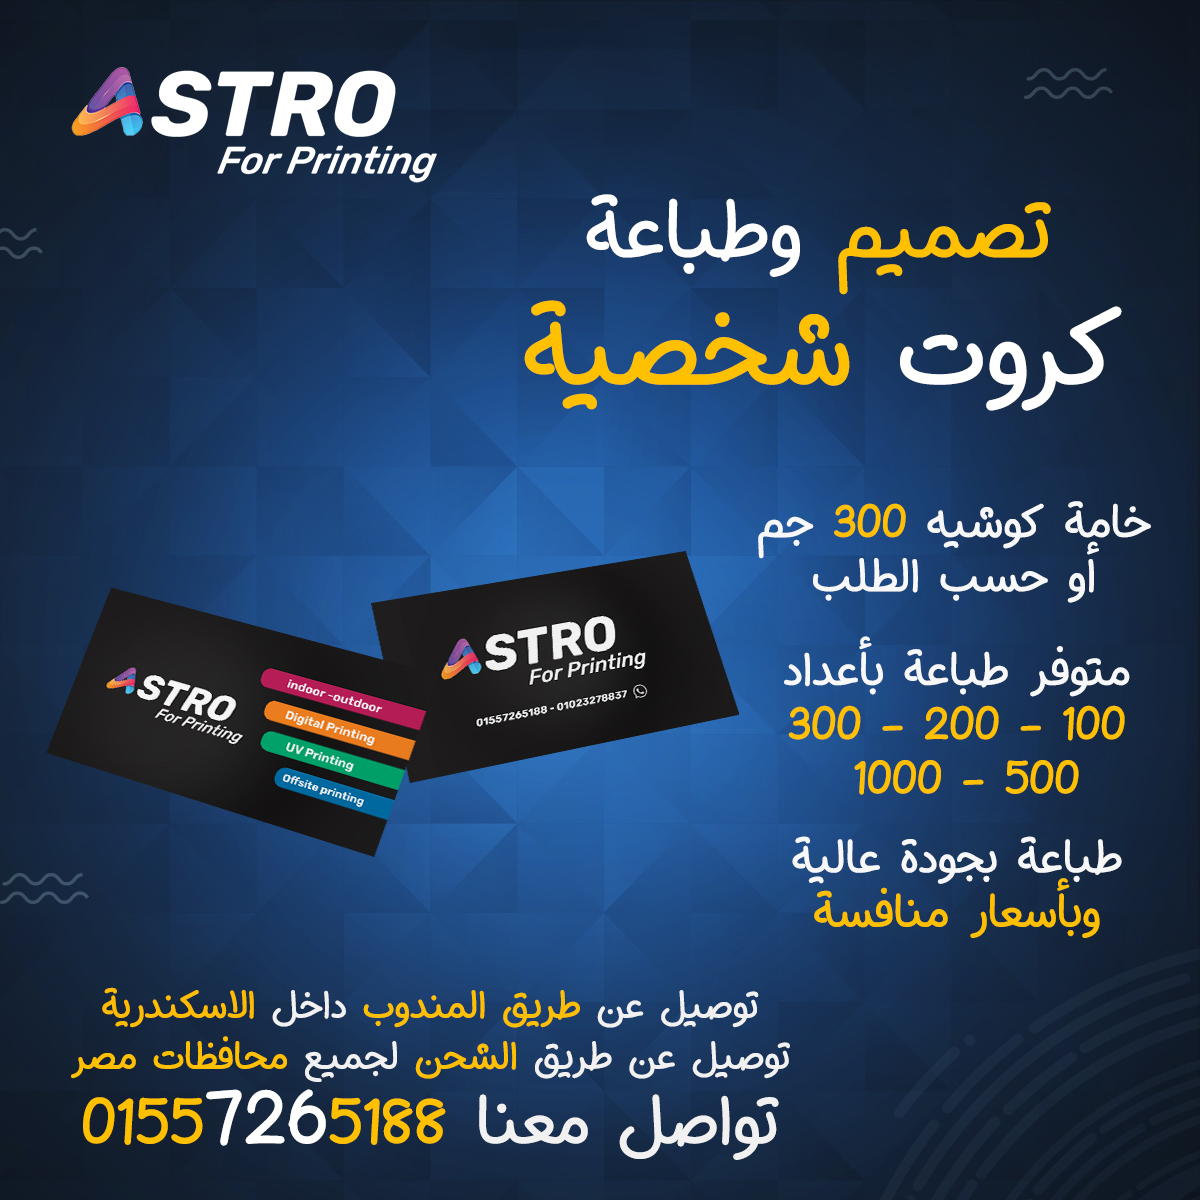 ASTRO
For Printing
تصميم وطباعة
كروت شخصية
خامة كوشيه 300 جم
أو حسب الطلب
متوفر طباعة بأعداد
100 - 200 - 300
500 - 1000
طباعة بجودة عالية
وبأسعار منافسة
ASTRO
For Printing
01557265188 - 01023278837
ASTRO
For Printing
indoor -outdoor
Digital Printing
UV Printing
Offsite printing
توصيل عن طريق المندوب داخل الاسكندرية
توصيل عن طريق الشحن لجميع محافظات مصر
تواصل معنا 01557265188